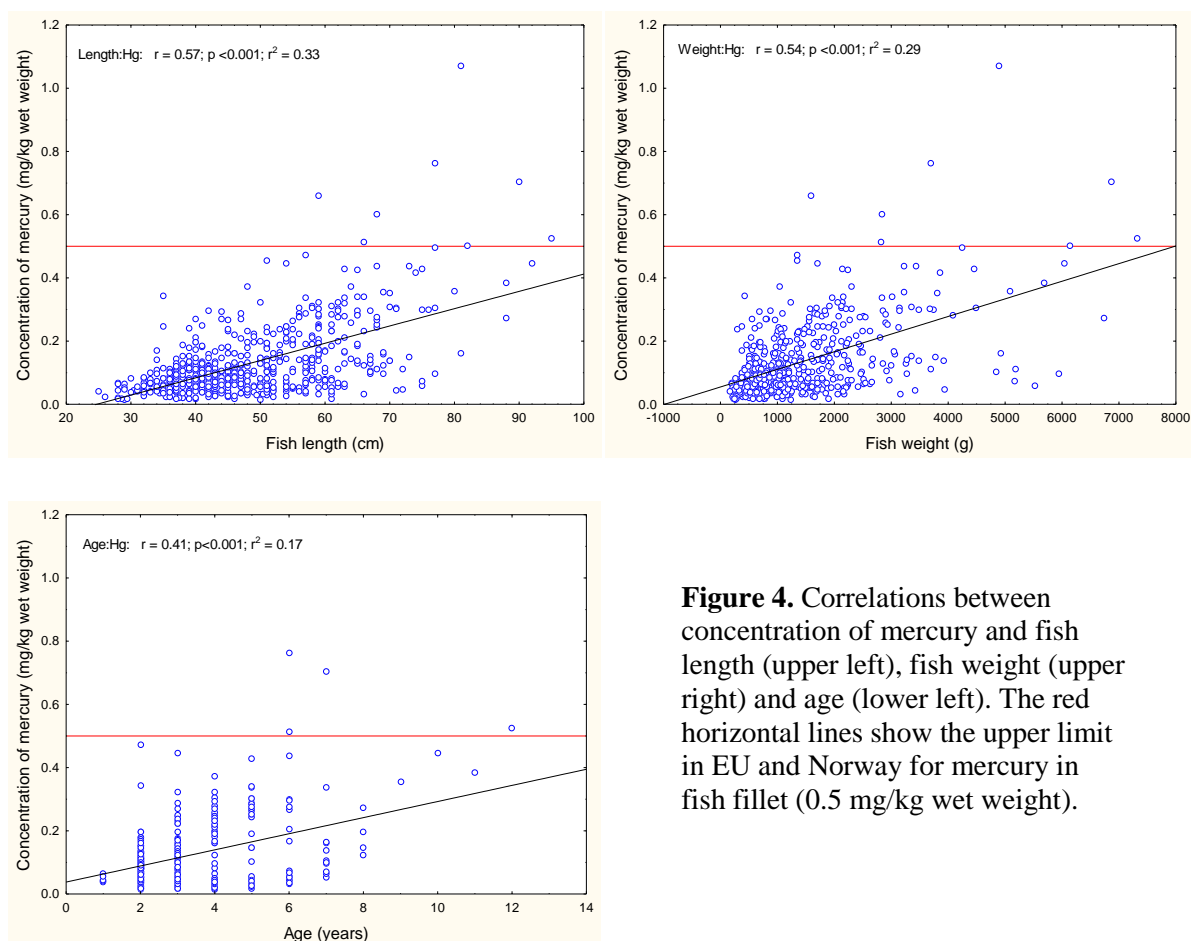 Length:Hg: r = 0.57; p <0.001; r² = 0.33
Concentration of mercury (mg/kg wet weight)
1.2
1.0
0.8
0.6
0.4
0.2
0.0
20 30 40 50 60 70 80 90 100
Fish length (cm)
Weight:Hg: r = 0.54; p <0.001; r² = 0.29
Concentration of mercury (mg/kg wet weight)
1.2
1.0
0.8
0.6
0.4
0.2
0.0
-1000 0 1000 2000 3000 4000 5000 6000 7000 8000
Fish weight (g)
Age:Hg: r = 0.41; p<0.001; r² = 0.17
Concentration of mercury (mg/kg wet weight)
1.2
1.0
0.8
0.6
0.4
0.2
0.0
0 2 4 6 8 10 12 14
Age (years)
Figure 4. Correlations between
concentration of mercury and fish
length (upper left), fish weight (upper
right) and age (lower left). The red
horizontal lines show the upper limit
in EU and Norway for mercury in
fish fillet (0.5 mg/kg wet weight).